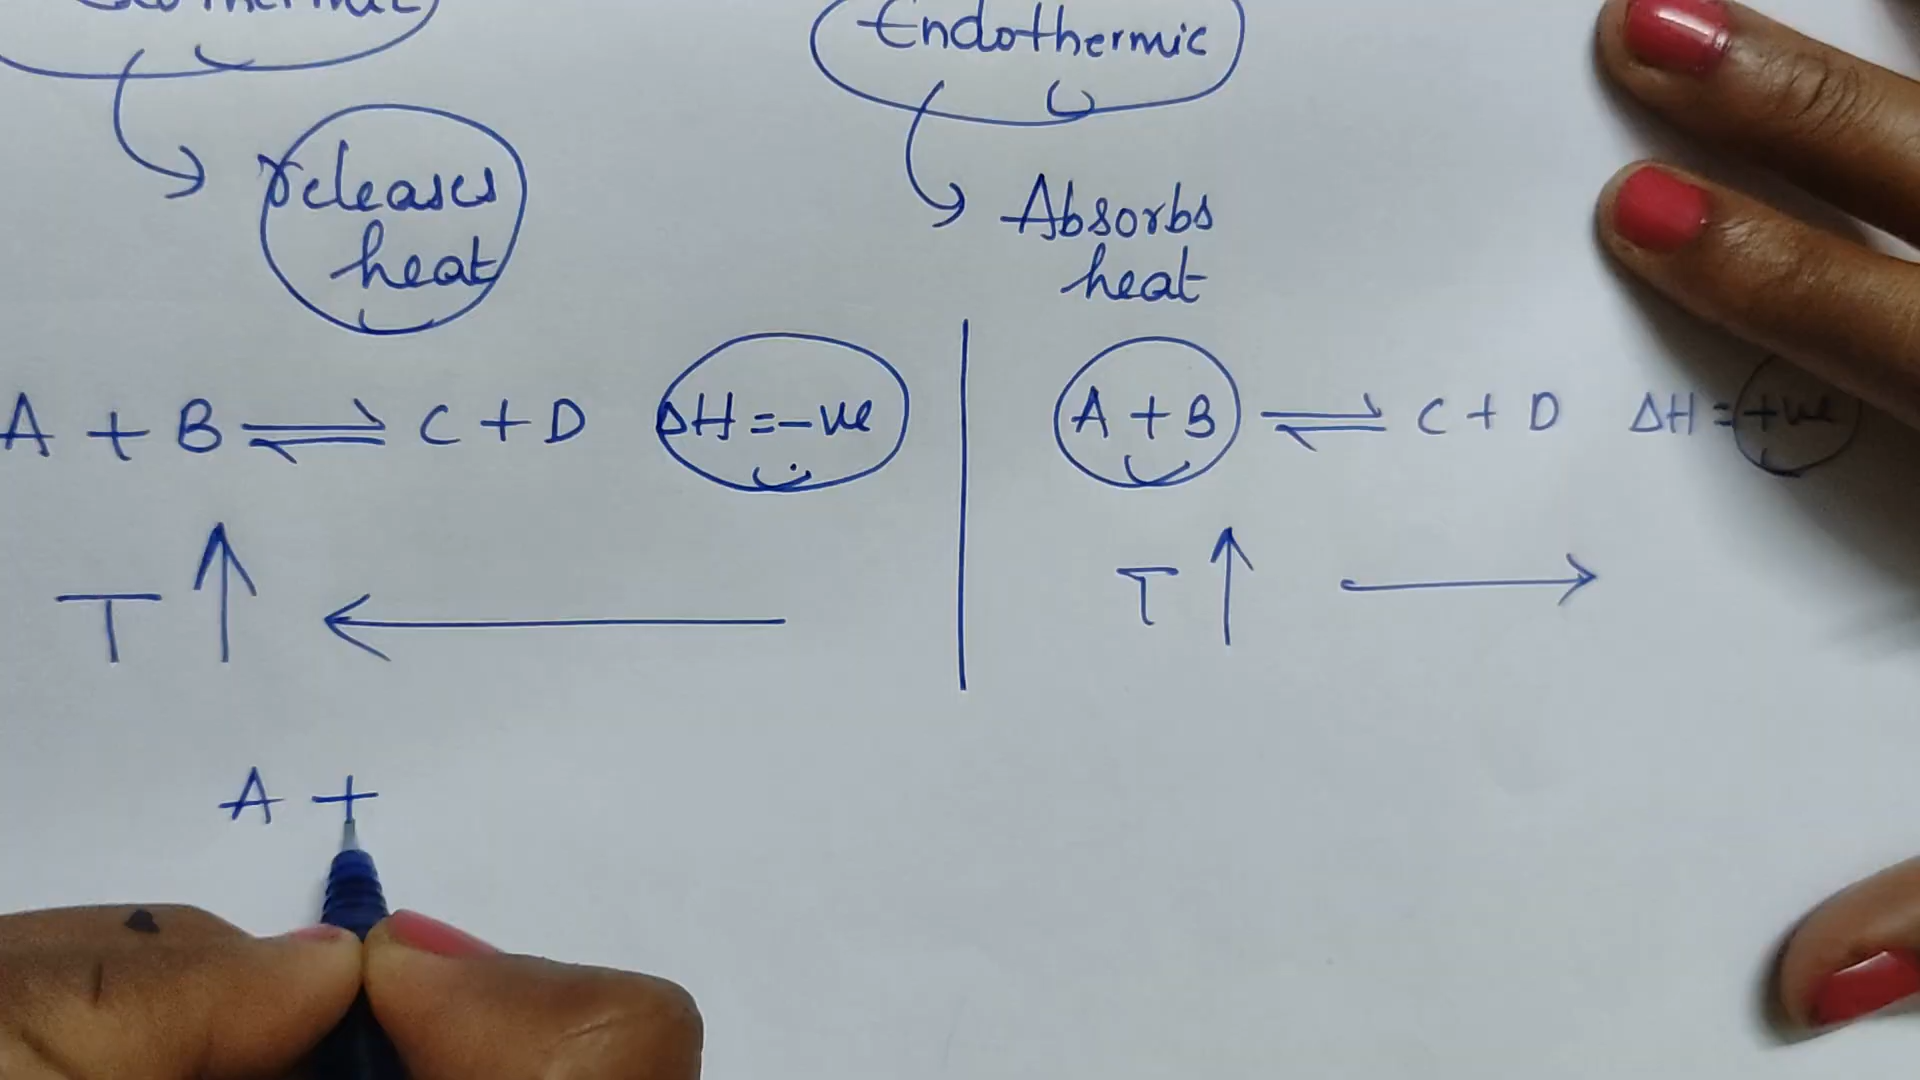 Endothermic
releases
heat
Absorbs
heat
A + B ⇌ C + D ΔH = -ve
A + B ⇌ C + D ΔH = +ve
T ↑ ←
T ↑ →
A +